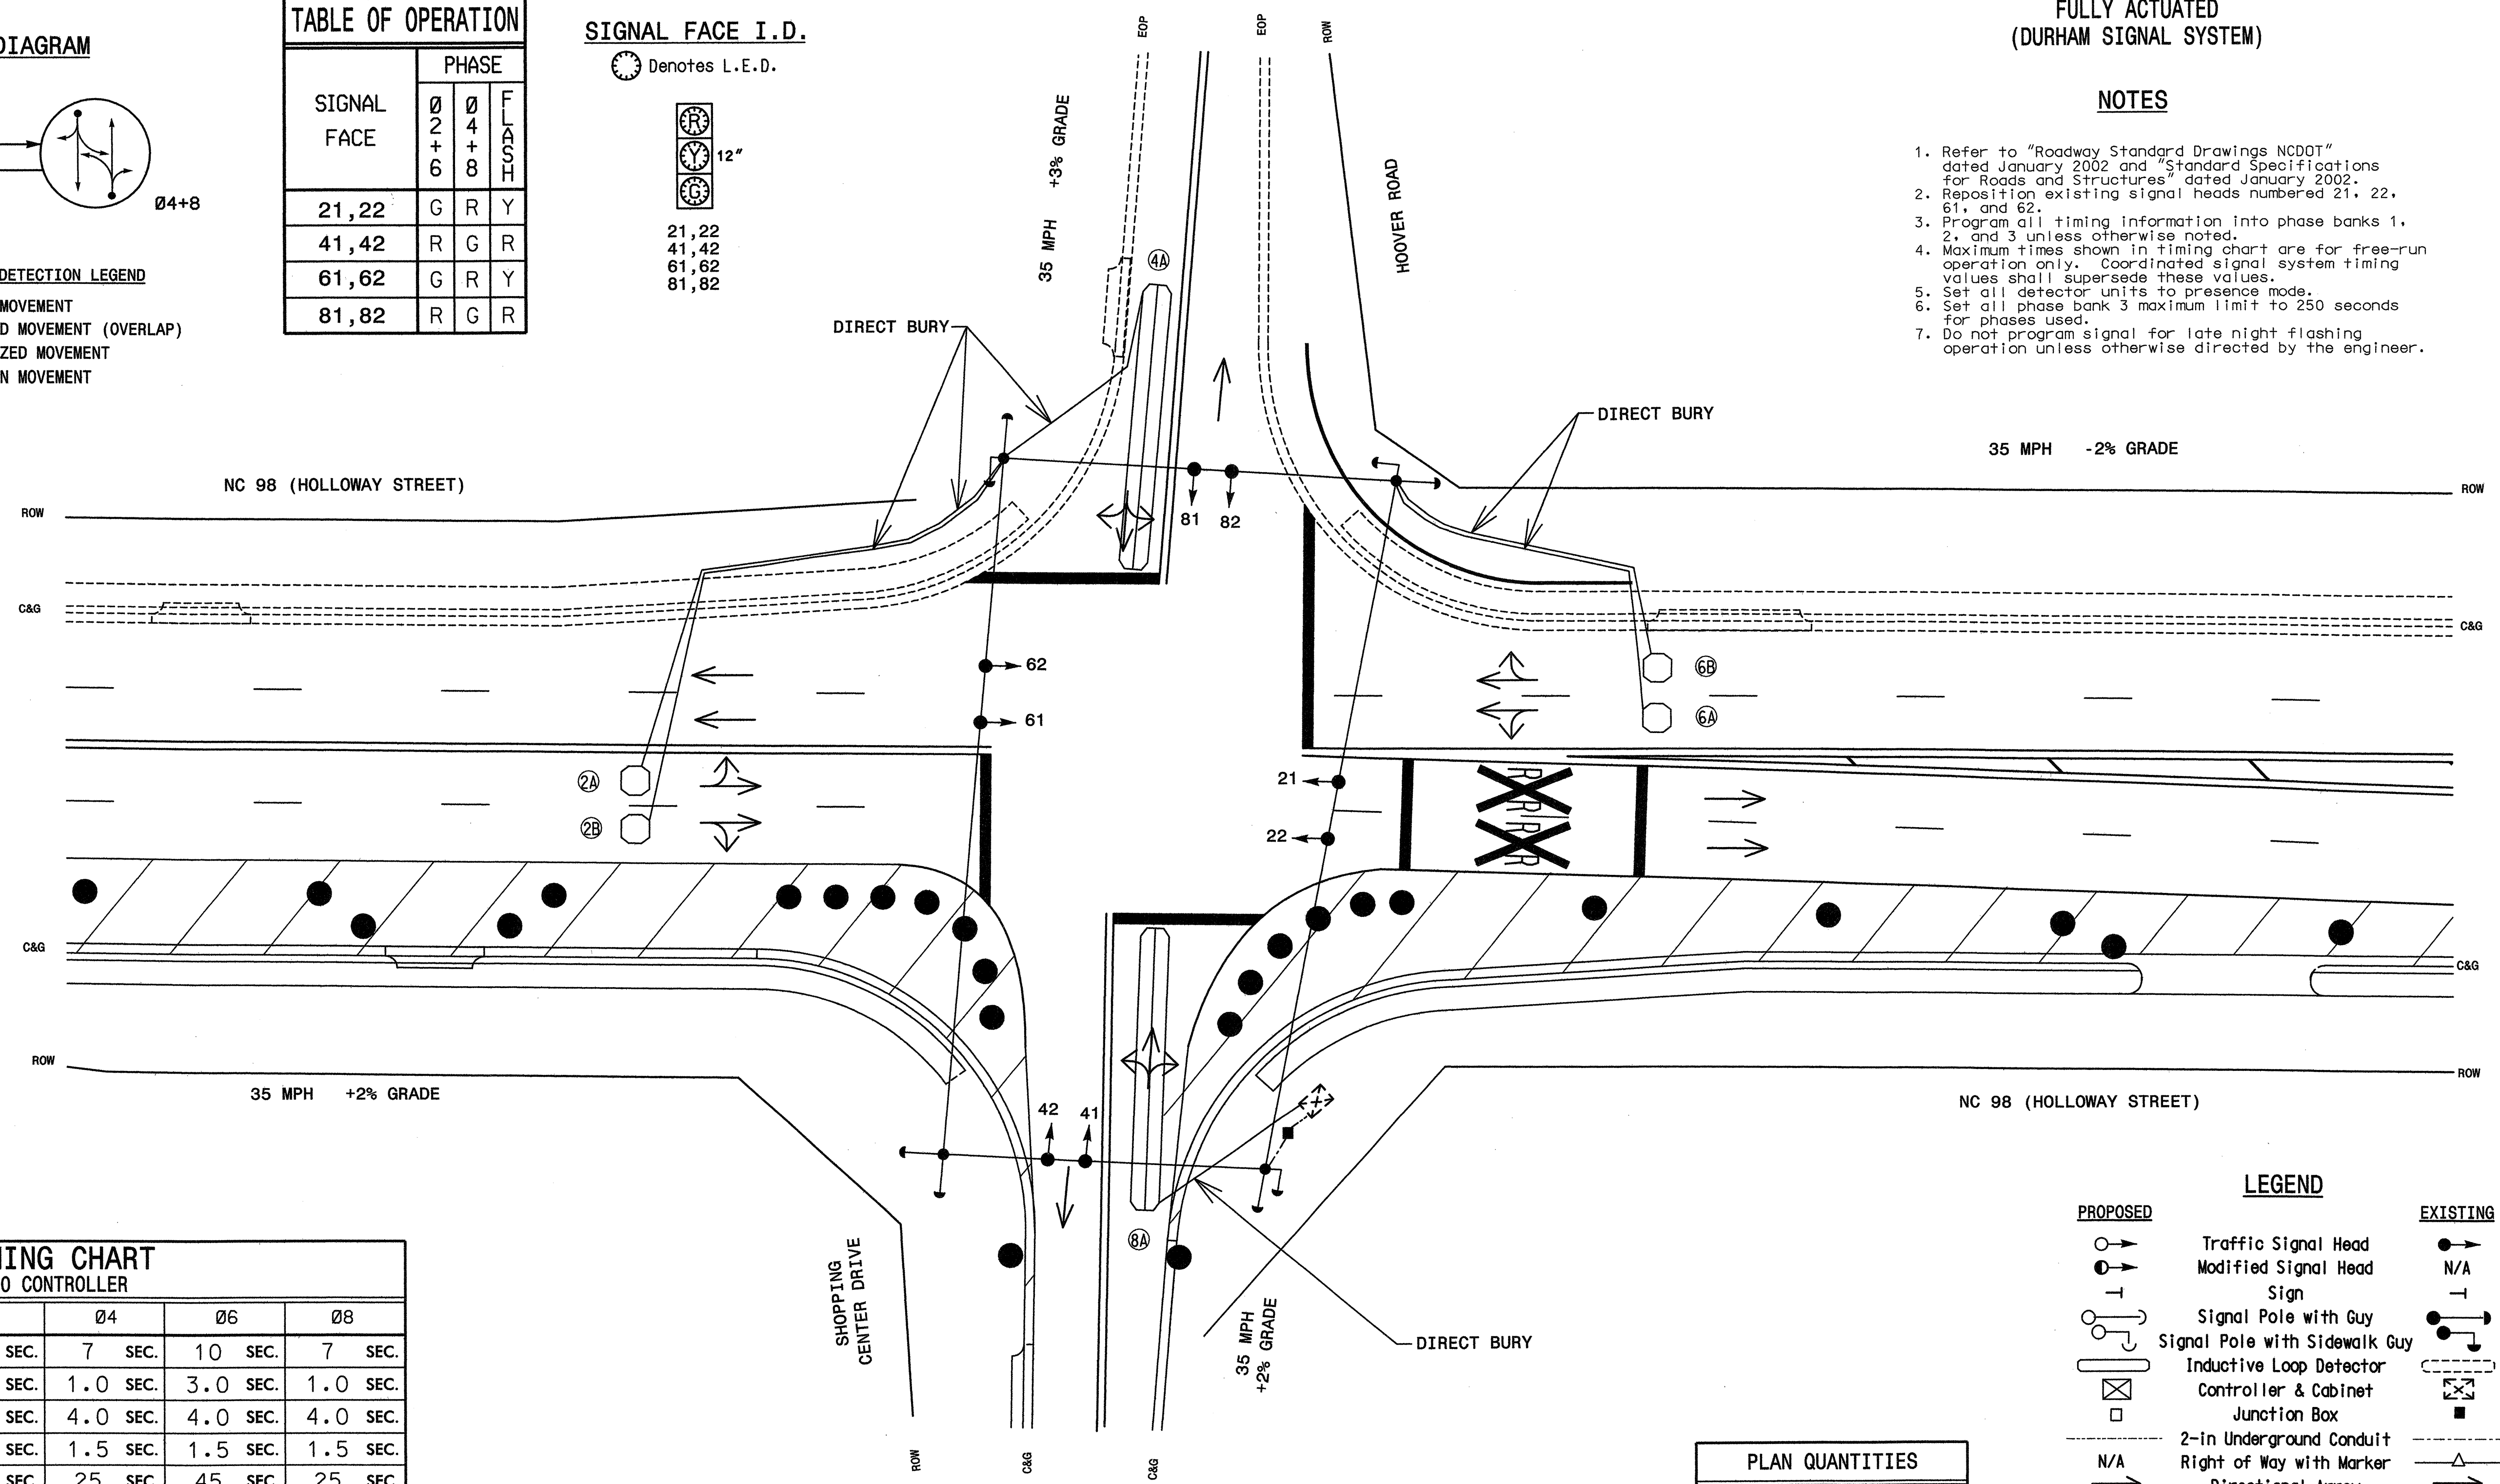 DIAGRAM
Ø4+8
DETECTION LEGEND
MOVEMENT
D MOVEMENT (OVERLAP)
ZED MOVEMENT
N MOVEMENT
TABLE OF OPERATION
SIGNAL FACE
PHASE
Ø2+6
Ø4+8
FLASH
21,22 G R Y
41,42 R G R
61,62 G R Y
81,82 R G R
SIGNAL FACE I.D.
Denotes L.E.D.
R
Y 12"
G
21,22
41,42
61,62
81,82
EOP
EOP
ROW
35 MPH +3% GRADE
HOOVER ROAD
FULLY ACTUATED
(DURHAM SIGNAL SYSTEM)
NOTES
1. Refer to "Roadway Standard Drawings NCDOT"
dated January 2002 and "Standard Specifications
for Roads and Structures" dated January 2002.
2. Reposition existing signal heads numbered 21, 22,
61, and 62.
3. Program all timing information into phase banks 1,
2, and 3 unless otherwise noted.
4. Maximum times shown in timing chart are for free-run
operation only. Coordinated signal system timing
values shall supersede these values.
5. Set all detector units to presence mode.
6. Set all phase bank 3 maximum limit to 250 seconds
for phases used.
7. Do not program signal for late night flashing
operation unless otherwise directed by the engineer.
4A
DIRECT BURY
DIRECT BURY
35 MPH -2% GRADE
NC 98 (HOLLOWAY STREET)
ROW
ROW
81 82
C&G
C&G
62
61
6B
6A
2A
2B
21
22
R R
R R
C&G
C&G
ROW
ROW
35 MPH +2% GRADE
NC 98 (HOLLOWAY STREET)
42 41
8A
SHOPPING
CENTER DRIVE
35 MPH
+2% GRADE
DIRECT BURY
ROW
C&G
C&G
ING CHART
0 CONTROLLER
Ø4 Ø6 Ø8
SEC. 7 SEC. 10 SEC. 7 SEC.
SEC. 1.0 SEC. 3.0 SEC. 1.0 SEC.
SEC. 4.0 SEC. 4.0 SEC. 4.0 SEC.
SEC. 1.5 SEC. 1.5 SEC. 1.5 SEC.
SEC. 25 SEC. 45 SEC. 25 SEC.
PLAN QUANTITIES
LEGEND
PROPOSED EXISTING
Traffic Signal Head
Modified Signal Head N/A
Sign
Signal Pole with Guy
Signal Pole with Sidewalk Guy
Inductive Loop Detector
Controller & Cabinet
Junction Box
2-in Underground Conduit
N/A Right of Way with Marker
Directional Arrow